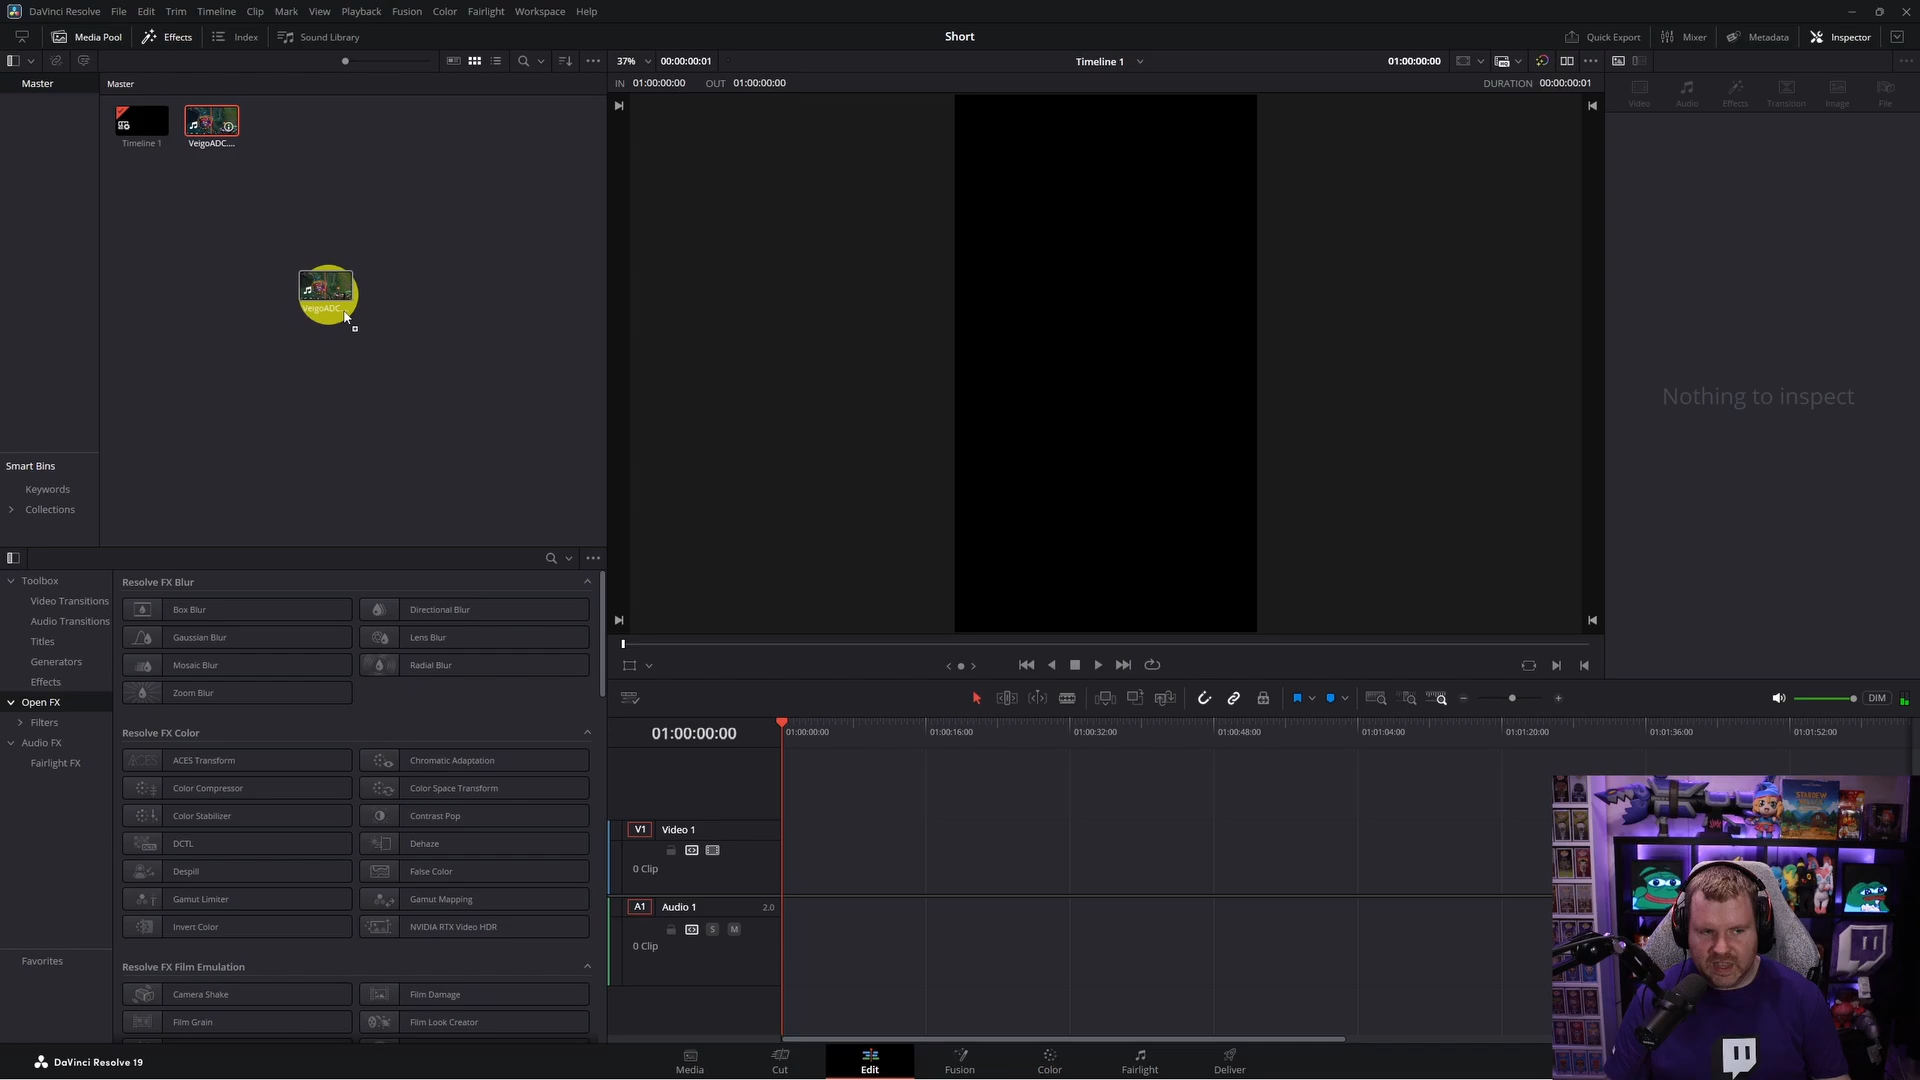 DaVinci Resolve File Edit Trim Timeline Clip Mark View Playback Fusion Color Fairlight Workspace Help
Media Pool Effects Index Sound Library Short Quick Export Mixer Metadata Inspector
37% 00:00:00:01 Timeline 1 01:00:00:00
Master Master
IN 01:00:00:00 OUT 01:00:00:00 DURATION 00:00:00:01
Video Audio Effects Transition Image File
Timeline 1 VeigoADC....
VeigoADC...
Nothing to inspect
Smart Bins
Keywords
Collections
Toolbox
Video Transitions
Audio Transitions
Titles
Generators
Effects
Open FX
Filters
Audio FX
Fairlight FX
Favorites
Resolve FX Blur
Box Blur Directional Blur
Gaussian Blur Lens Blur
Mosaic Blur Radial Blur
Zoom Blur
Resolve FX Color
ACES Transform Chromatic Adaptation
Color Compressor Color Space Transform
Color Stabilizer Contrast Pop
DCTL Dehaze
Despill False Color
Gamut Limiter Gamut Mapping
Invert Color NVIDIA RTX Video HDR
Resolve FX Film Emulation
Camera Shake Film Damage
Film Grain Film Look Creator
DIM
01:00:00:00 01:00:00:00 01:00:16:00 01:00:32:00 01:00:48:00 01:01:04:00 01:01:20:00 01:01:36:00 01:01:52:00
V1 Video 1
0 Clip
A1 Audio 1 2.0
S M
0 Clip
STARDEW
DaVinci Resolve 19
Media Cut Edit Fusion Color Fairlight Deliver